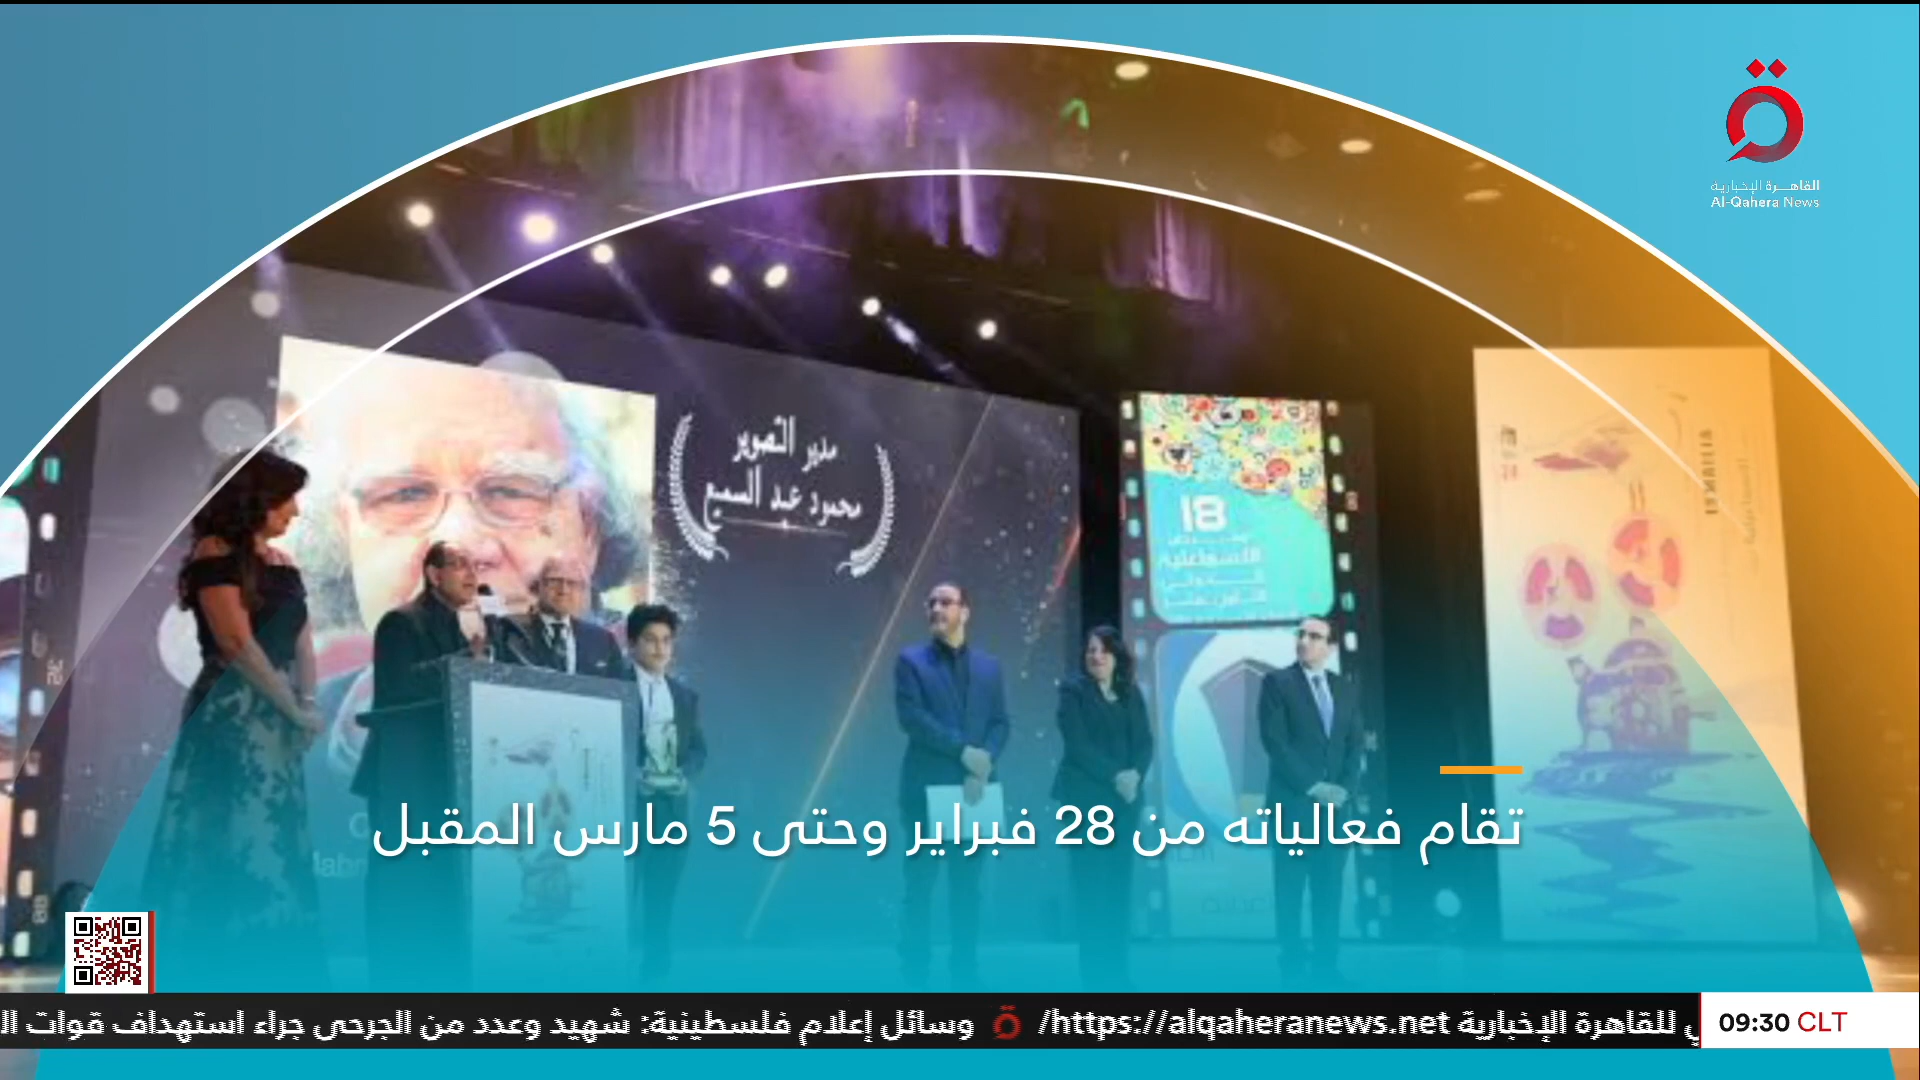 القاهرة الإخبارية
Al-Qahera News
مدير التصوير
محمود عبد السميع
18
تقام فعالياته من 28 فبراير وحتى 5 مارس المقبل
للقاهرة الإخبارية https://alqaheranews.net/ وسائل إعلام فلسطينية: شهيد وعدد من الجرحى جراء استهداف قوات
09:30 CLT